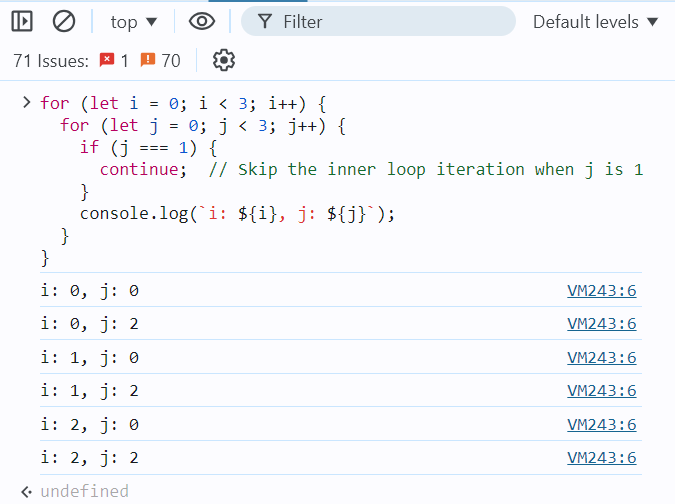 top ▼ Filter Default levels ▼
71 Issues: 1 70
for (let i = 0; i < 3; i++) {
  for (let j = 0; j < 3; j++) {
    if (j === 1) {
      continue;  // Skip the inner loop iteration when j is 1
    }
    console.log(`i: ${i}, j: ${j}`);
  }
}
i: 0, j: 0 VM243:6
i: 0, j: 2 VM243:6
i: 1, j: 0 VM243:6
i: 1, j: 2 VM243:6
i: 2, j: 0 VM243:6
i: 2, j: 2 VM243:6
undefined